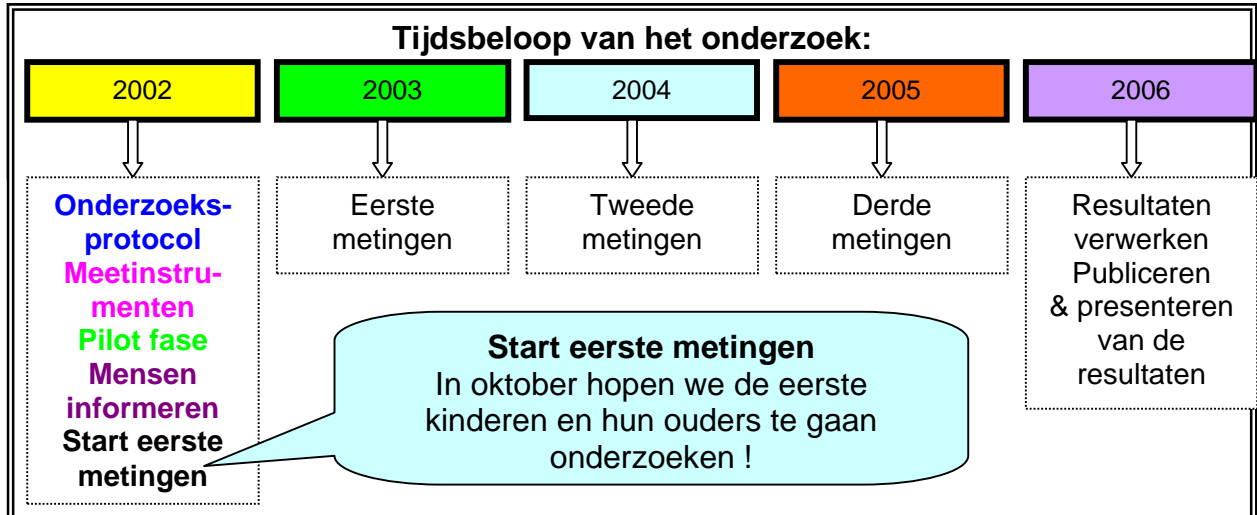 Tijdsbeloop van het onderzoek:
2002
2003
2004
2005
2006
Onderzoeks-
protocol
Meetinstru-
menten
Pilot fase
Mensen
informeren
Start eerste
metingen
Eerste
metingen
Tweede
metingen
Derde
metingen
Resultaten
verwerken
Publiceren
& presenteren
van de
resultaten
Start eerste metingen
In oktober hopen we de eerste
kinderen en hun ouders te gaan
onderzoeken !